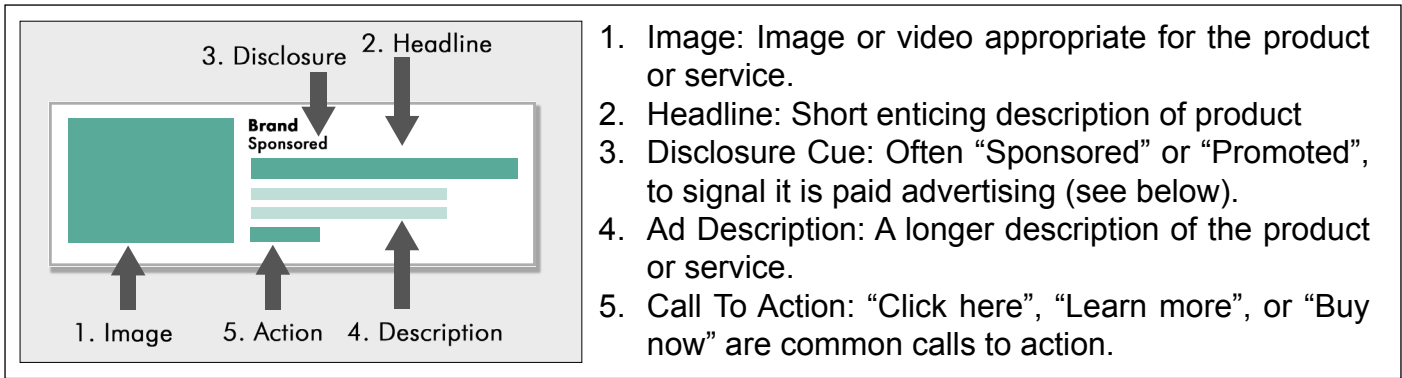 3. Disclosure
2. Headline
Brand
Sponsored
1. Image
5. Action
4. Description
1. Image: Image or video appropriate for the product
or service.
2. Headline: Short enticing description of product
3. Disclosure Cue: Often “Sponsored” or “Promoted”,
to signal it is paid advertising (see below).
4. Ad Description: A longer description of the product
or service.
5. Call To Action: “Click here”, “Learn more”, or “Buy
now” are common calls to action.